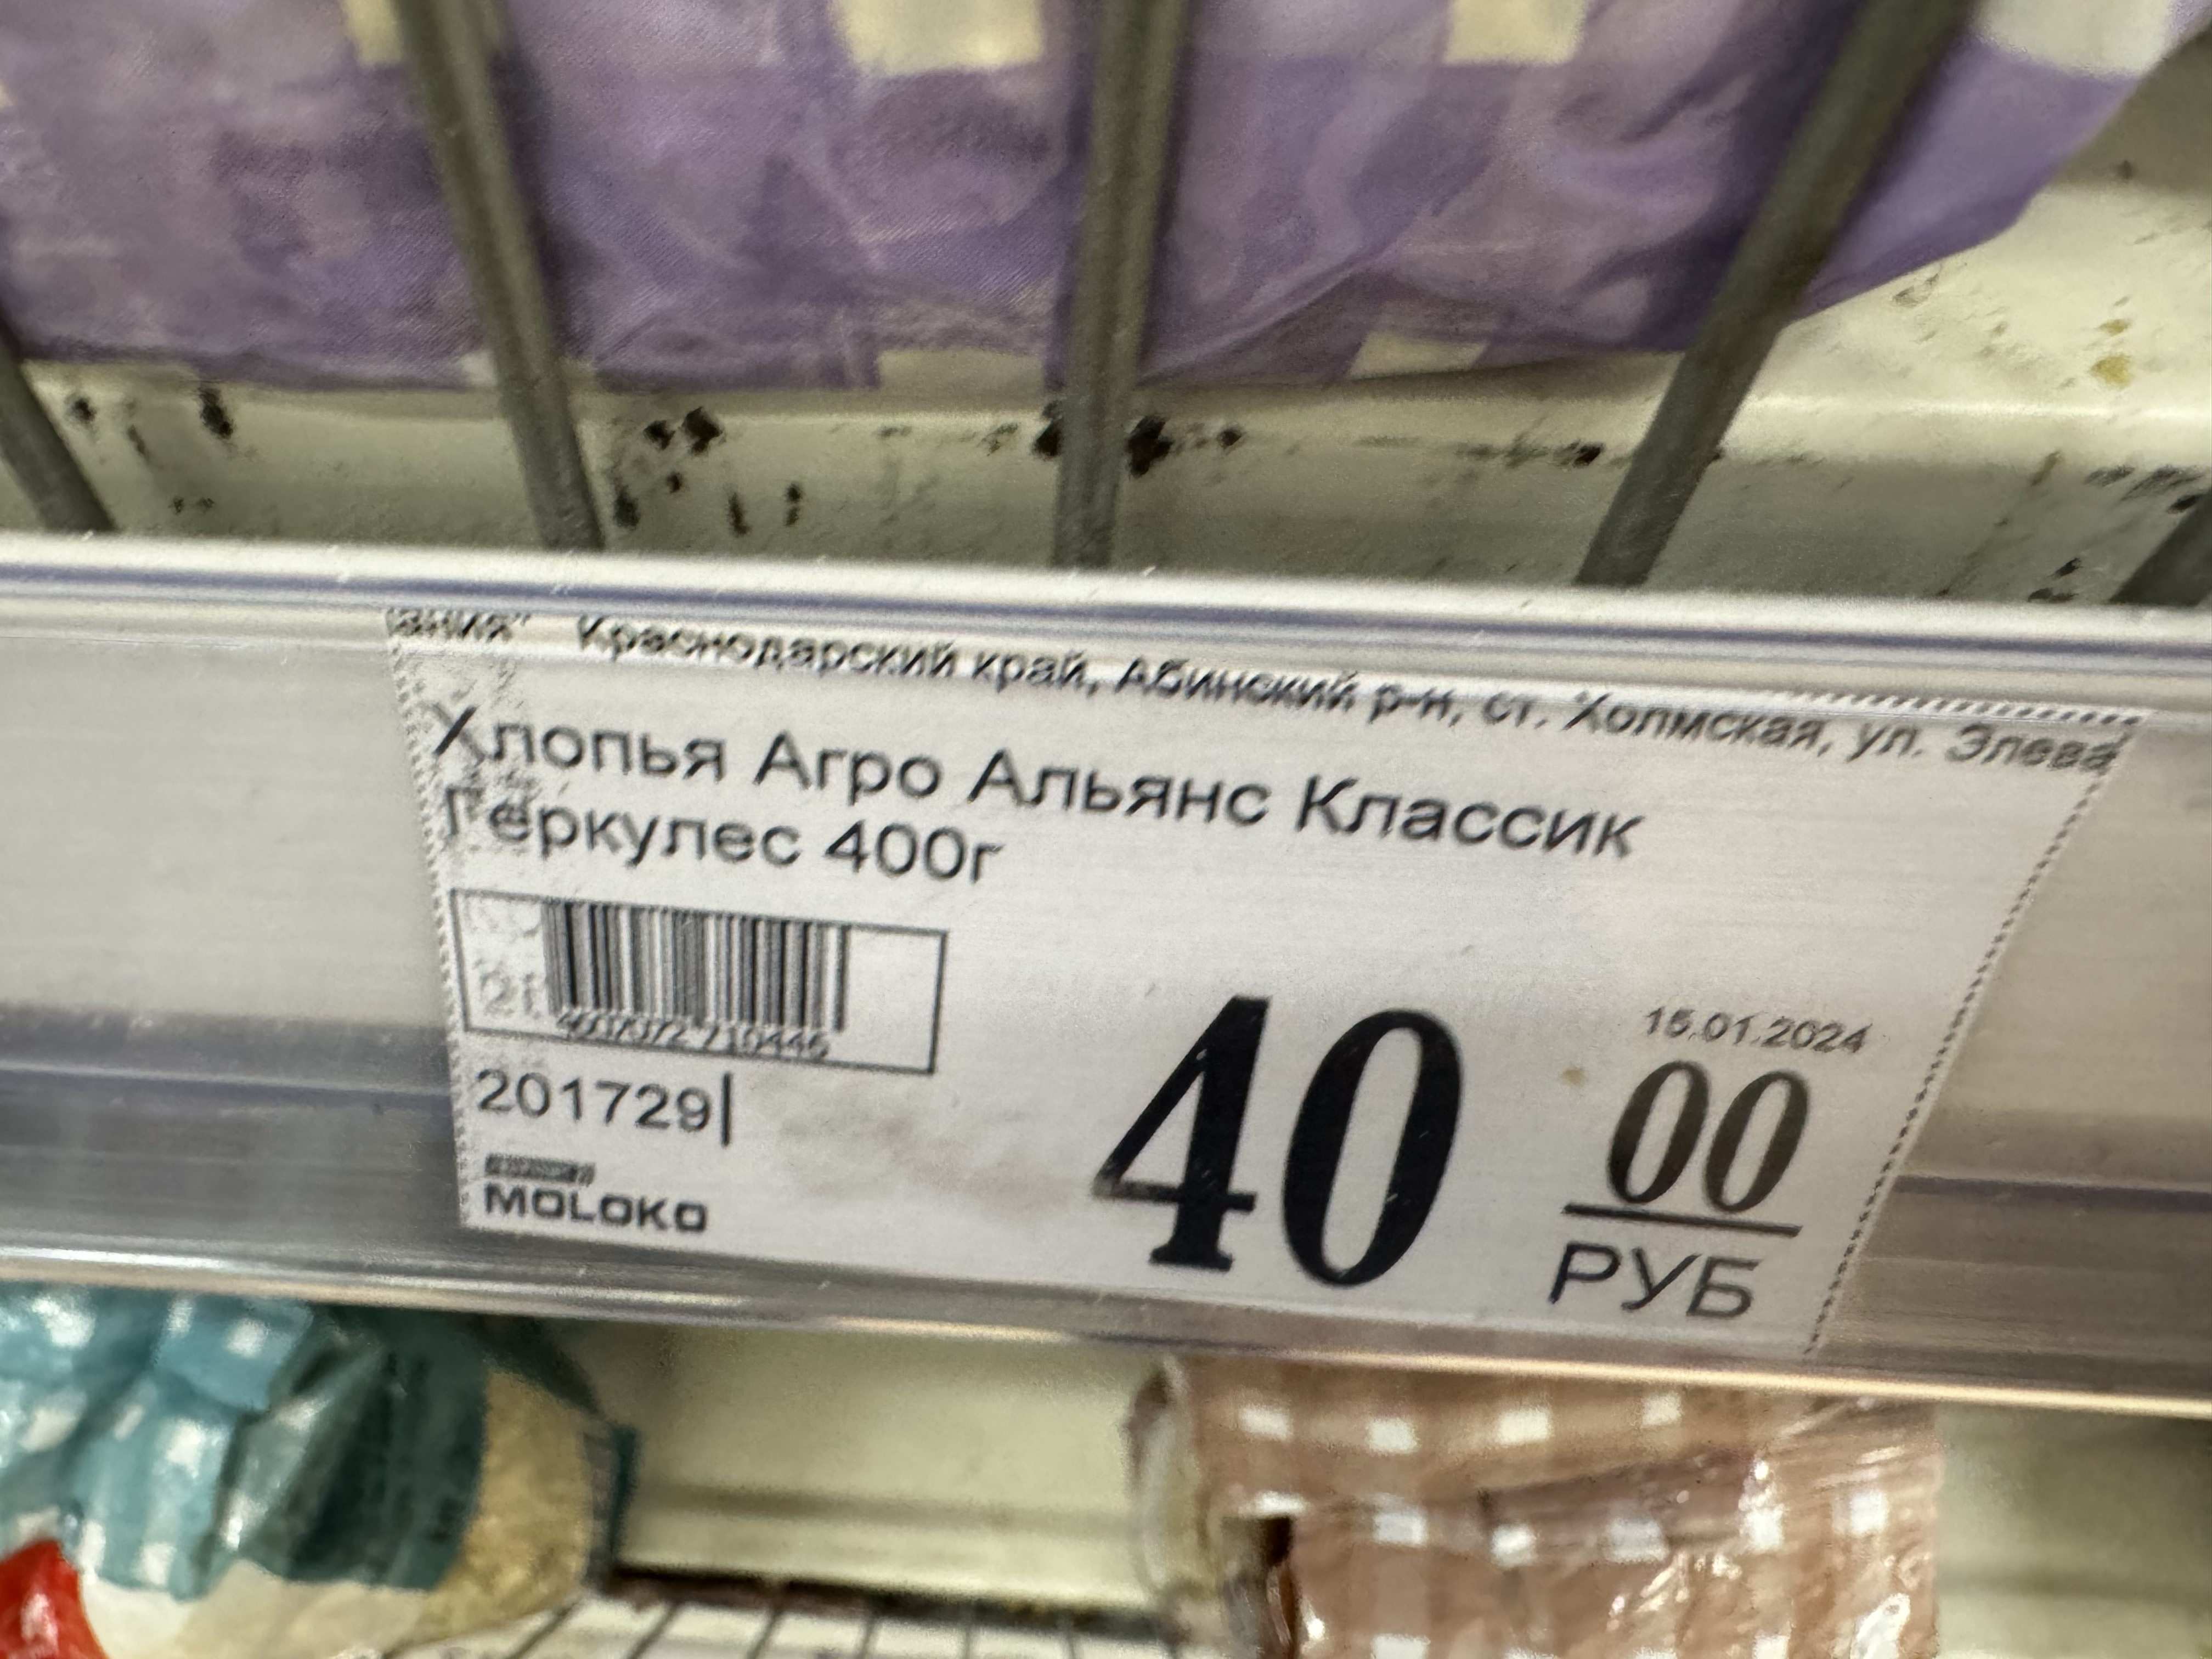 ания" Краснодарский край, Абинский р-н, ст. Холмская, ул. Элева
Хлопья Агро Альянс Классик
Геркулес 400г
201729|
MOLOKO
40
15.01.2024
00
РУБ